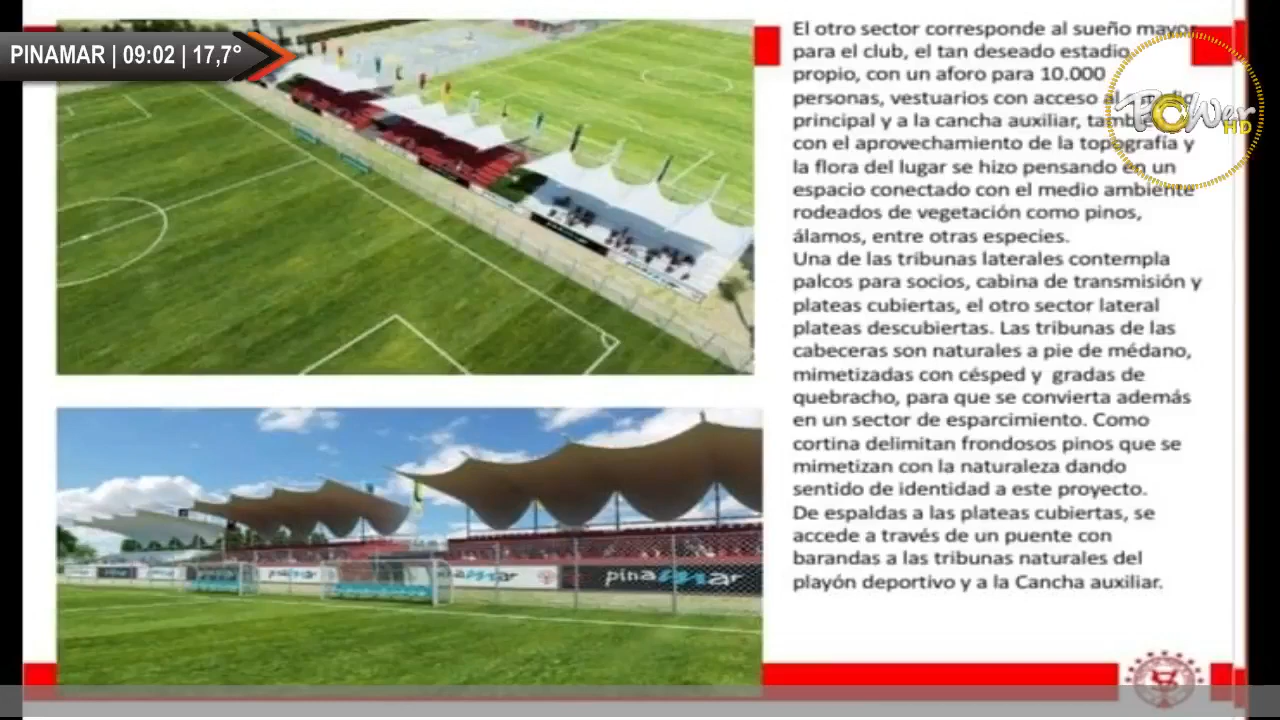 PINAMAR | 09:02 | 17,7°
El otro sector corresponde al sueño mayor
para el club, el tan deseado estadio
propio, con un aforo para 10.000
personas, vestuarios con acceso al
principal y a la cancha auxiliar,
con el aprovechamiento de la topografía y
la flora del lugar se hizo pensando en un
espacio conectado con el medio ambiente
rodeados de vegetación como pinos,
álamos, entre otras especies.
Una de las tribunas laterales contempla
palcos para socios, cabina de transmisión y
plateas cubiertas, el otro sector lateral
plateas descubiertas. Las tribunas de las
cabeceras son naturales a pie de médano,
mimetizadas con césped y gradas de
quebracho, para que se convierta además
en un sector de esparcimiento. Como
cortina delimitan frondosos pinos que se
mimetizan con la naturaleza dando
sentido de identidad a este proyecto.
De espaldas a las plateas cubiertas, se
accede a través de un puente con
barandas a las tribunas naturales del
playón deportivo y a la Cancha auxiliar.
Power HD
pinamar